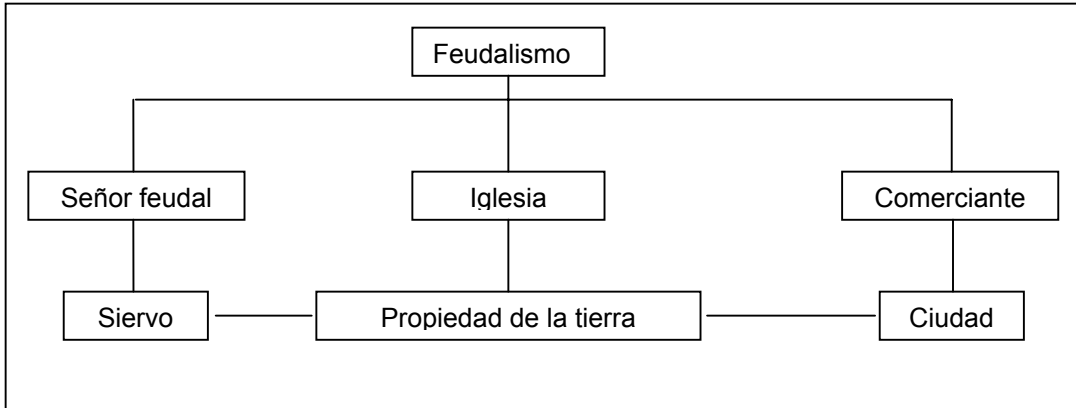 Feudalismo
Señor feudal
Iglesia
Comerciante
Siervo
Propiedad de la tierra
Ciudad